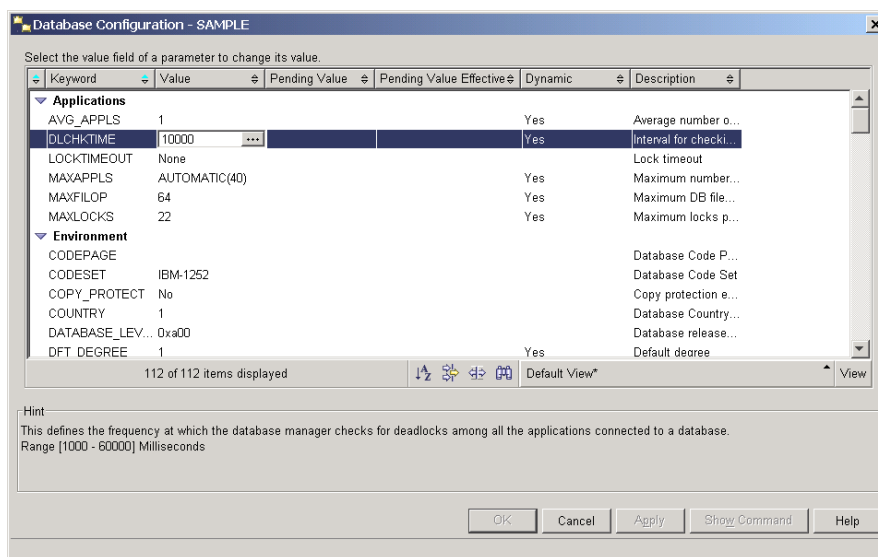 Database Configuration - SAMPLE
Select the value field of a parameter to change its value.
Keyword Value Pending Value Pending Value Effective Dynamic Description
Applications
AVG_APPLS 1 Yes Average number o...
DLCHKTIME 10000 ... Yes Interval for checki...
LOCKTIMEOUT None Lock timeout
MAXAPPLS AUTOMATIC(40) Yes Maximum number...
MAXFILOP 64 Yes Maximum DB file...
MAXLOCKS 22 Yes Maximum locks p...
Environment
CODEPAGE Database Code P...
CODESET IBM-1252 Database Code Set
COPY_PROTECT No Copy protection e...
COUNTRY 1 Database Country...
DATABASE_LEV... 0xa00 Database release...
DFT_DEGREE 1 Yes Default degree
112 of 112 items displayed Default View* View
Hint
This defines the frequency at which the database manager checks for deadlocks among all the applications connected to a database.
Range [1000 - 60000] Milliseconds
OK Cancel Apply Show Command Help